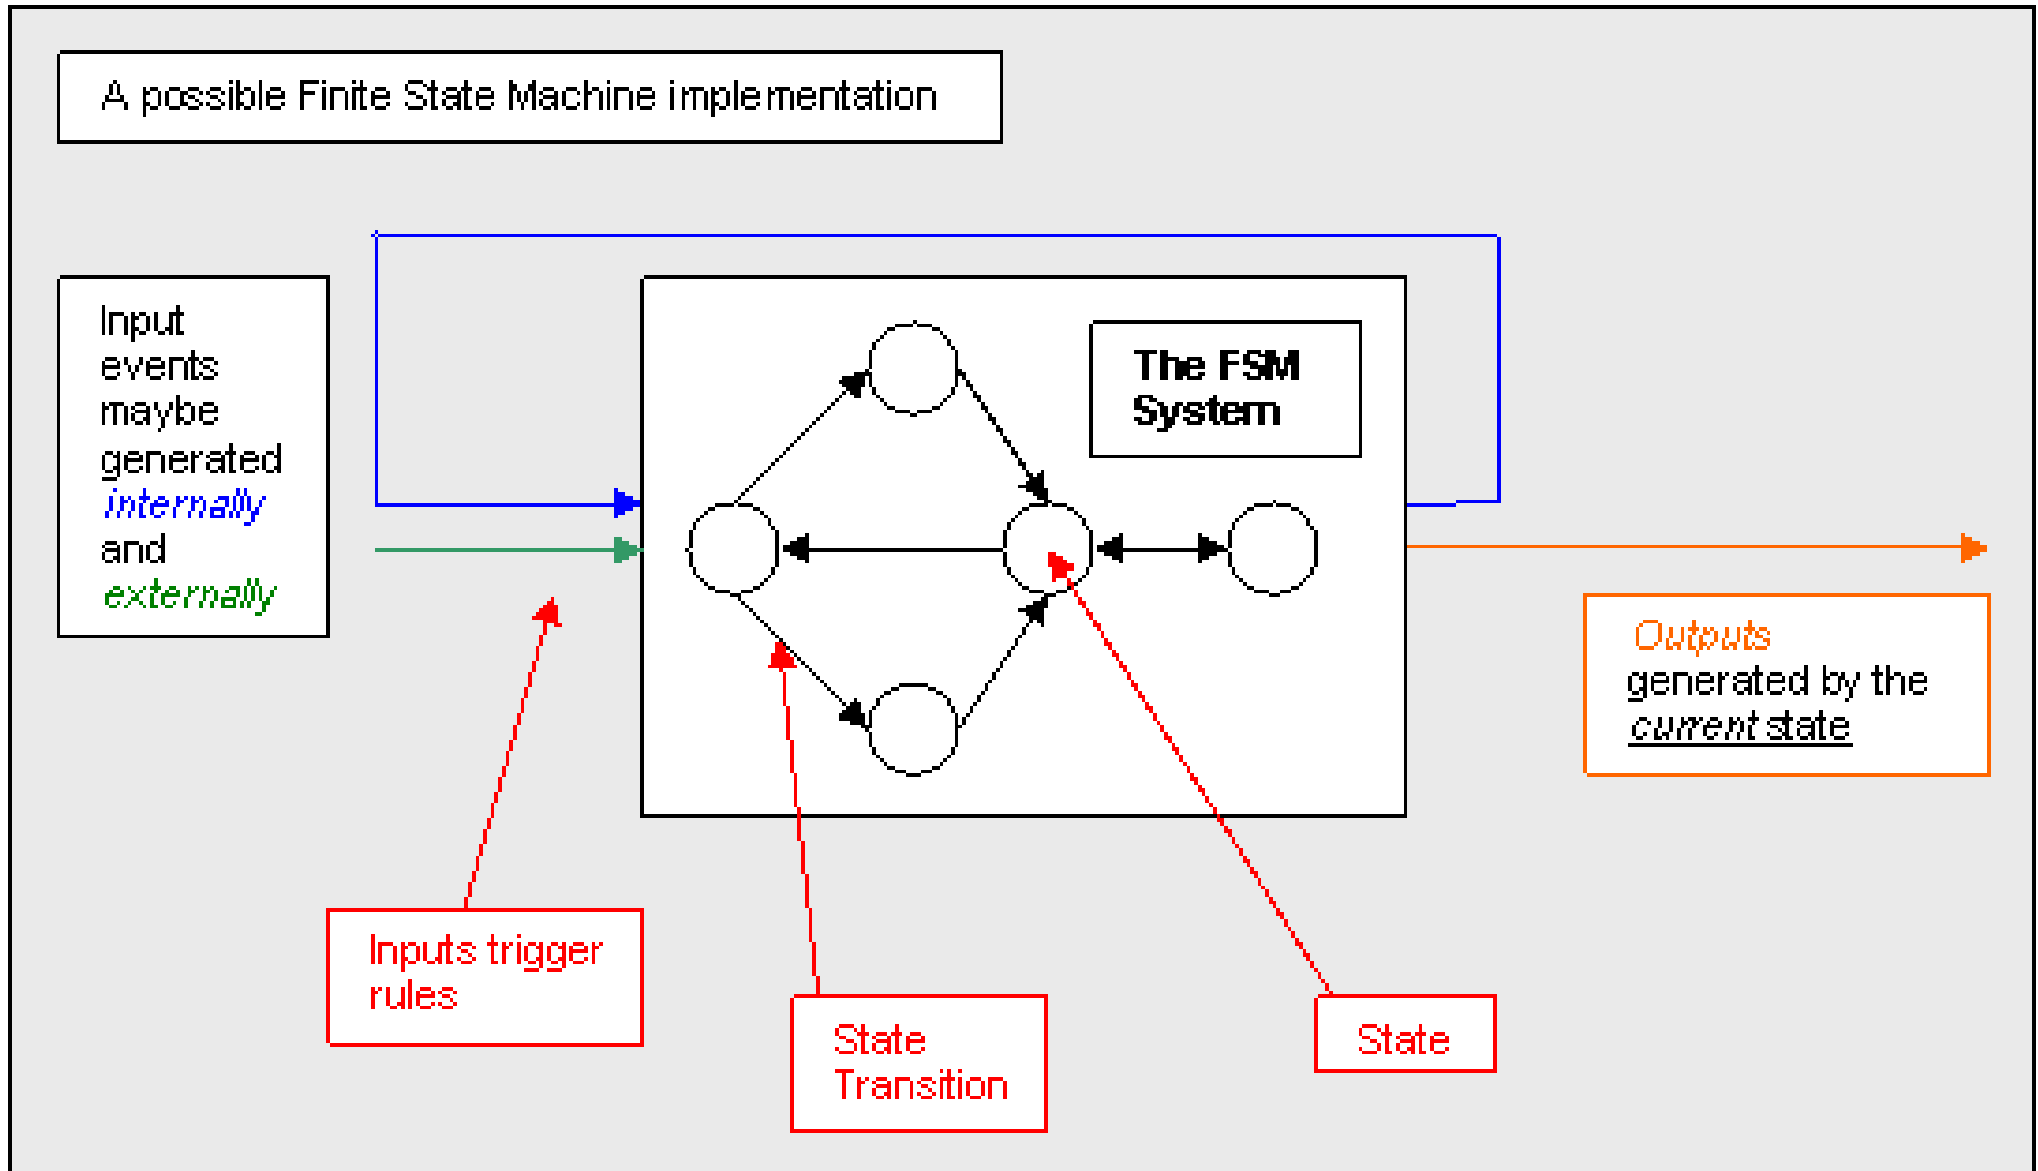 A possible Finite State Machine implementation
Input
events
maybe
generated
internally
and
externally
The FSM
System
Outputs
generated by the
current state
Inputs trigger
rules
State
Transition
State